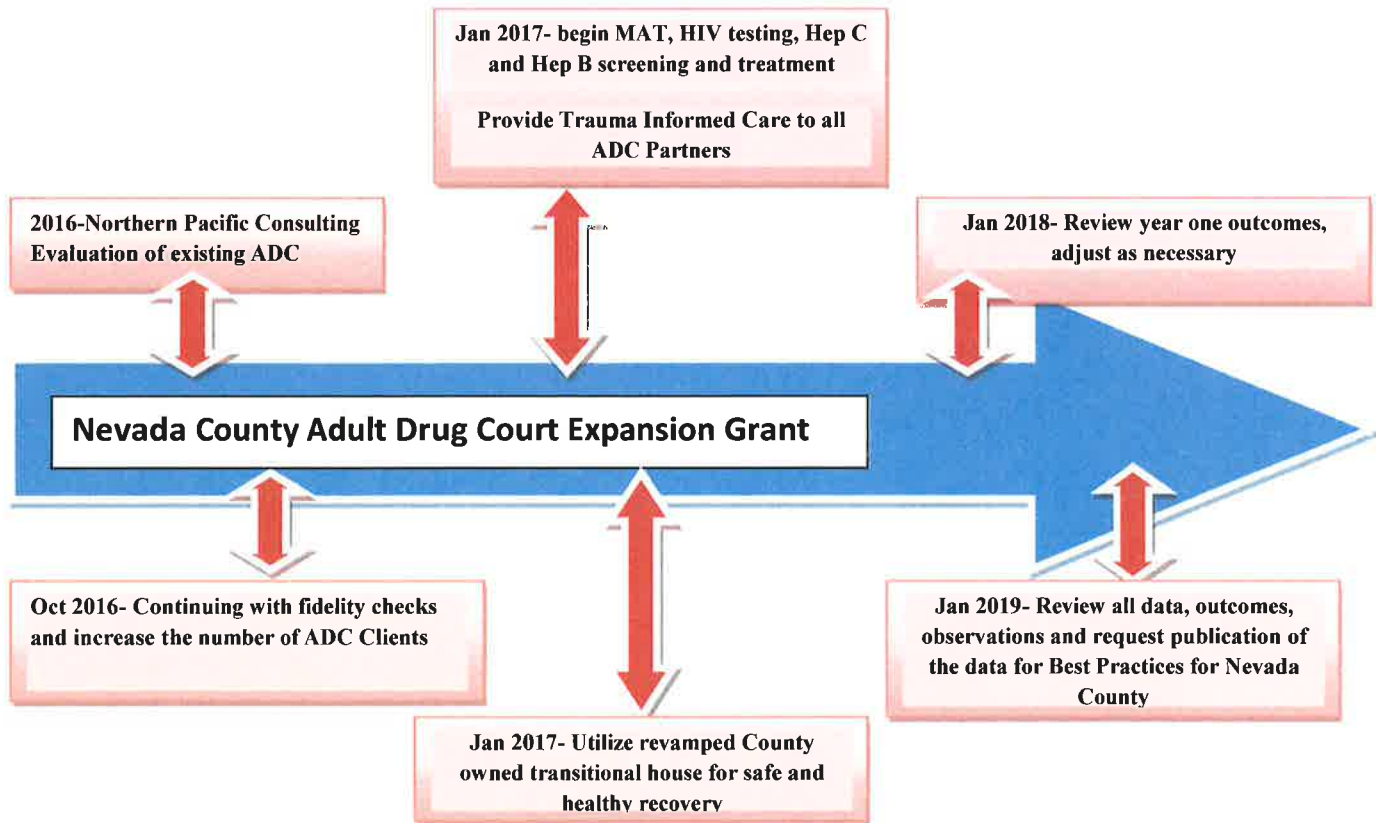 Jan 2017- begin MAT, HIV testing, Hep C
and Hep B screening and treatment
Provide Trauma Informed Care to all
ADC Partners
2016-Northern Pacific Consulting
Evaluation of existing ADC
Jan 2018- Review year one outcomes,
adjust as necessary
Nevada County Adult Drug Court Expansion Grant
Oct 2016- Continuing with fidelity checks
and increase the number of ADC Clients
Jan 2017- Utilize revamped County
owned transitional house for safe and
healthy recovery
Jan 2019- Review all data, outcomes,
observations and request publication of
the data for Best Practices for Nevada
County